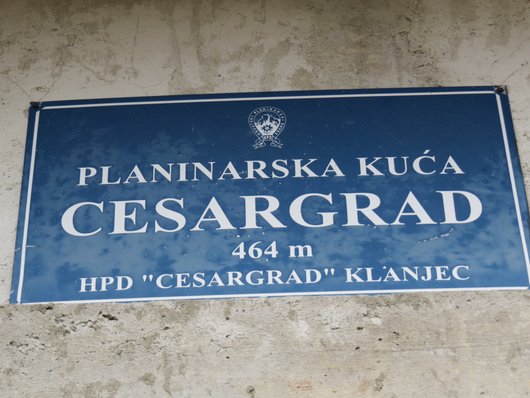 PLANINARSKA KUĆA
CESARGRAD
464 m
HPD "CESARGRAD" KLANJEC